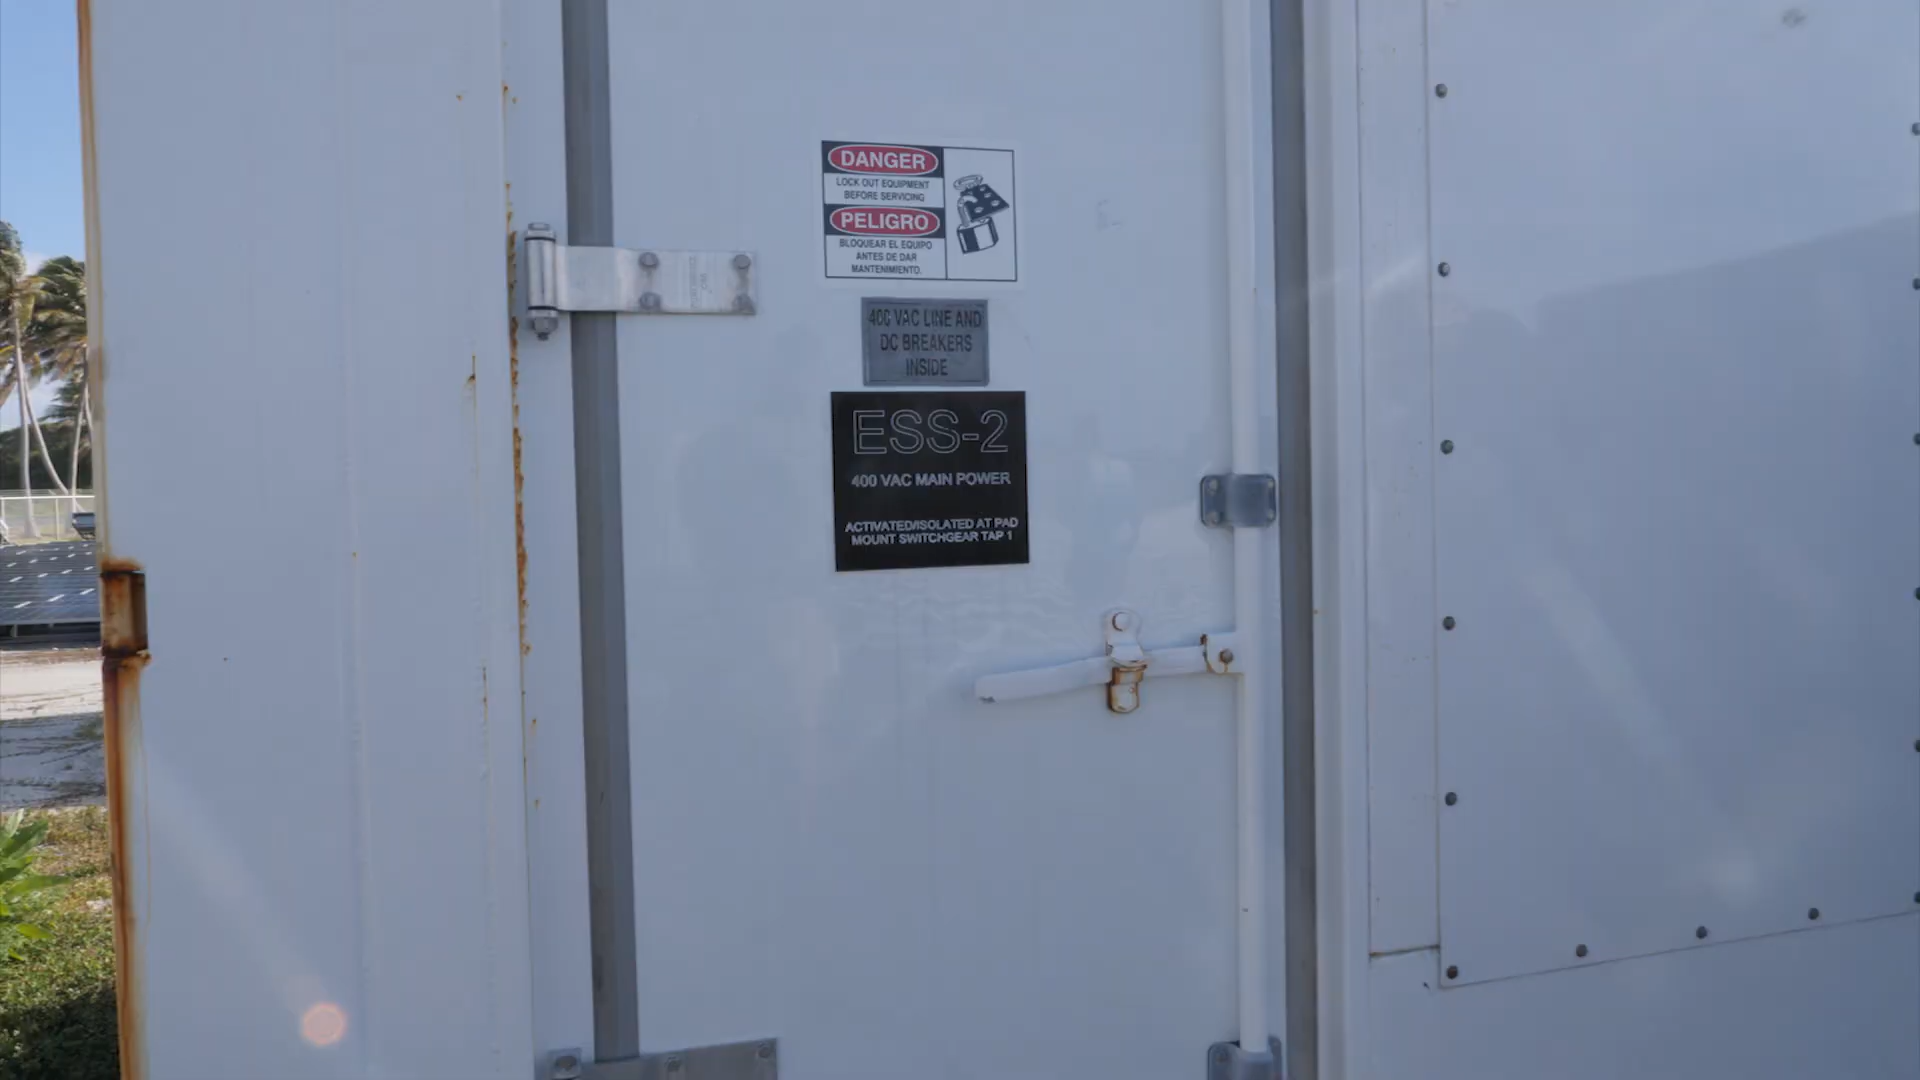 DANGER
LOCK OUT EQUIPMENT
BEFORE SERVICING
PELIGRO
BLOQUEAR EL EQUIPO
ANTES DE DAR
MANTENIMIENTO.
400 VAC LINE AND
DC BREAKERS
INSIDE
ESS-2
400 VAC MAIN POWER
ACTIVATED/ISOLATED AT PAD
MOUNT SWITCHGEAR TAP 1